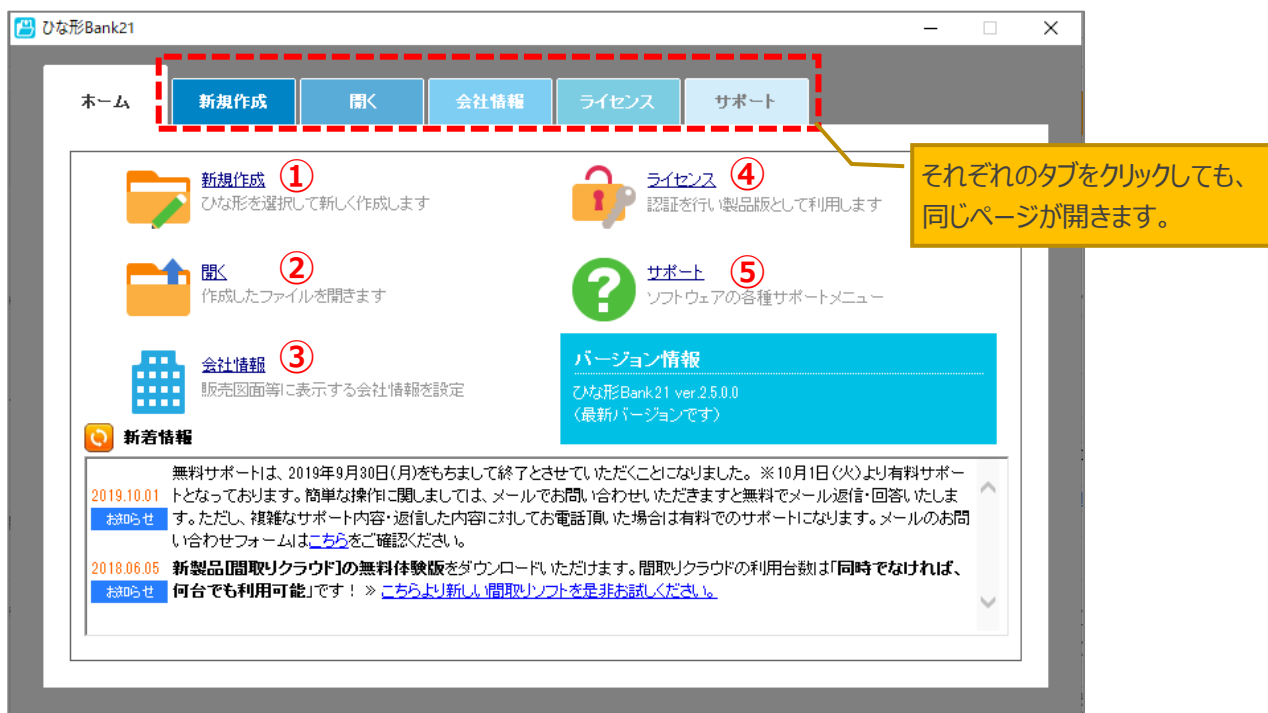 ひな形Bank21
ホーム 新規作成 開く 会社情報 ライセンス サポート
それぞれのタブをクリックしても、
同じページが開きます。
新規作成 ①
ひな形を選択して新しく作成します
ライセンス ④
認証を行い製品版として利用します
開く ②
作成したファイルを開きます
サポート ⑤
ソフトウェアの各種サポートメニュー
会社情報 ③
販売図面等に表示する会社情報を設定
バージョン情報
ひな形Bank21 ver.2.5.0.0
(最新バージョンです)
新着情報
2019.10.01
お知らせ
無料サポートは、2019年9月30日(月)をもちまして終了とさせていただくことになりました。※10月1日(火)より有料サポー
トとなっております。簡単な操作に関しましては、メールでお問い合わせいただきますと無料でメール返信・回答いたしま
す。ただし、複雑なサポート内容・返信した内容に対してお電話頂いた場合は有料でのサポートになります。メールのお問
い合わせフォームはこちらをご確認ください。
2018.06.05
お知らせ
新製品[間取りクラウド]の無料体験版をダウンロードいただけます。間取りクラウドの利用台数は「同時でなければ、
何台でも利用可能」です！ » こちらより新しい間取りソフトを是非お試しください。